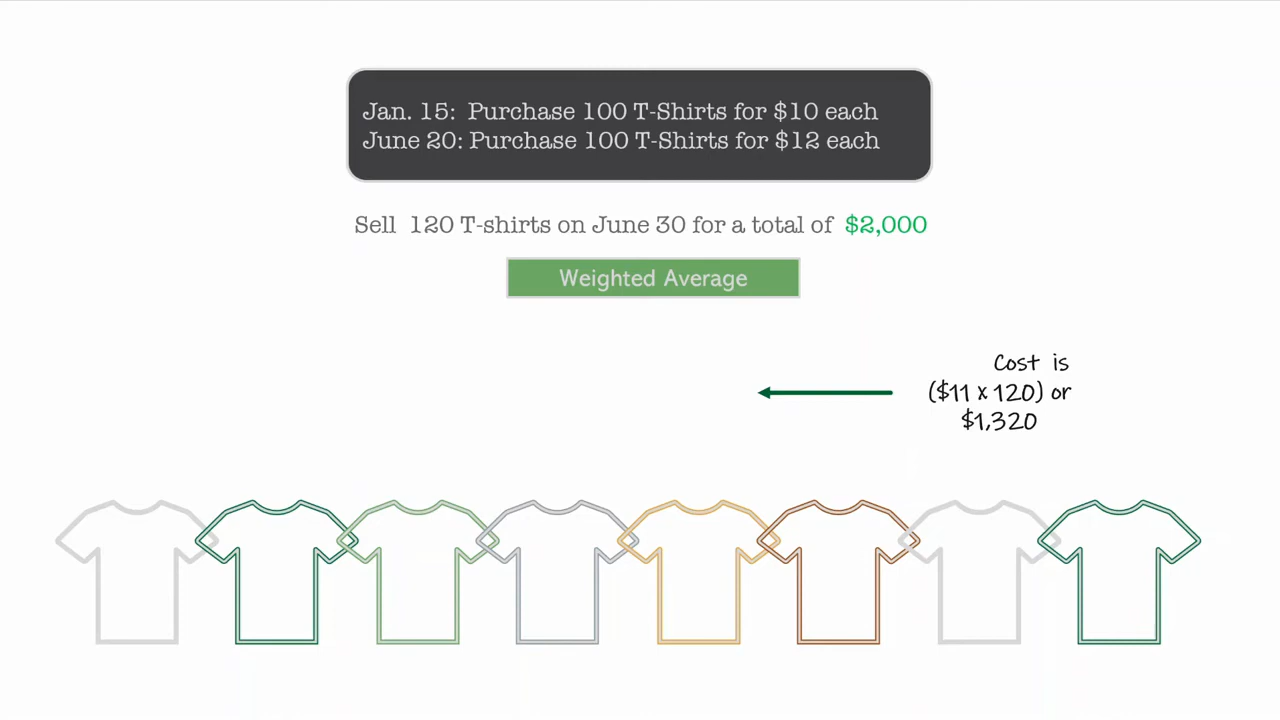 Jan. 15: Purchase 100 T-Shirts for $10 each
June 20: Purchase 100 T-Shirts for $12 each
Sell 120 T-shirts on June 30 for a total of $2,000
Weighted Average
Cost is
($11 x 120) or
$1,320